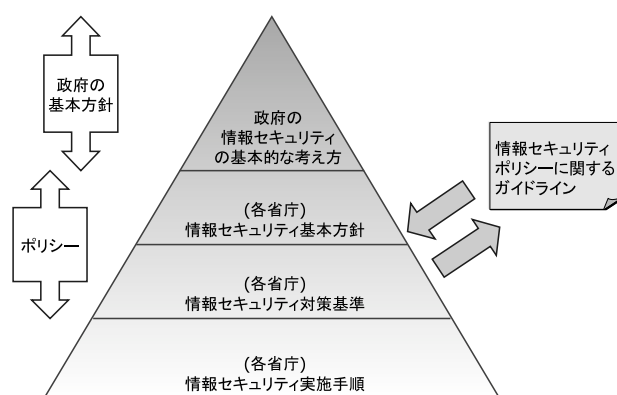 政府の
基本方針
ポリシー
政府の
情報セキュリティ
の基本的な考え方
(各省庁)
情報セキュリティ基本方針
(各省庁)
情報セキュリティ対策基準
(各省庁)
情報セキュリティ実施手順
情報セキュリティ
ポリシーに関する
ガイドライン